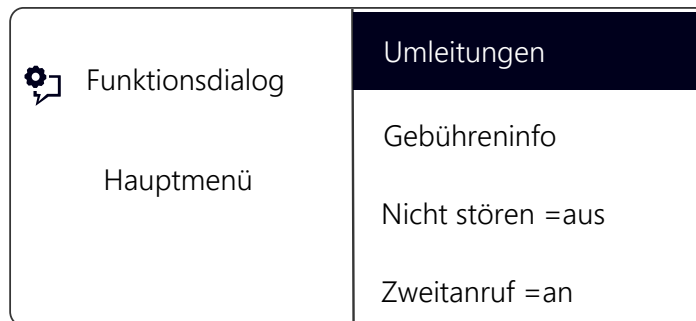 Funktionsdialog
Hauptmenü
Umleitungen
Gebühreninfo
Nicht stören =aus
Zweitanruf =an